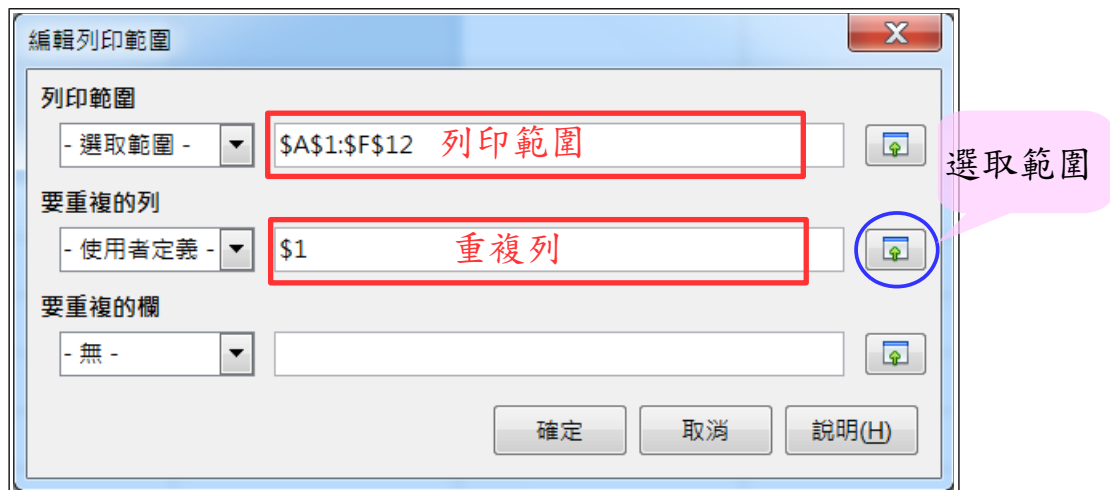 編輯列印範圍
列印範圍
- 選取範圍 - $A$1:$F$12 列印範圍
選取範圍
要重複的列
- 使用者定義 - $1 重複列
要重複的欄
- 無 -
確定 取消 說明(H)